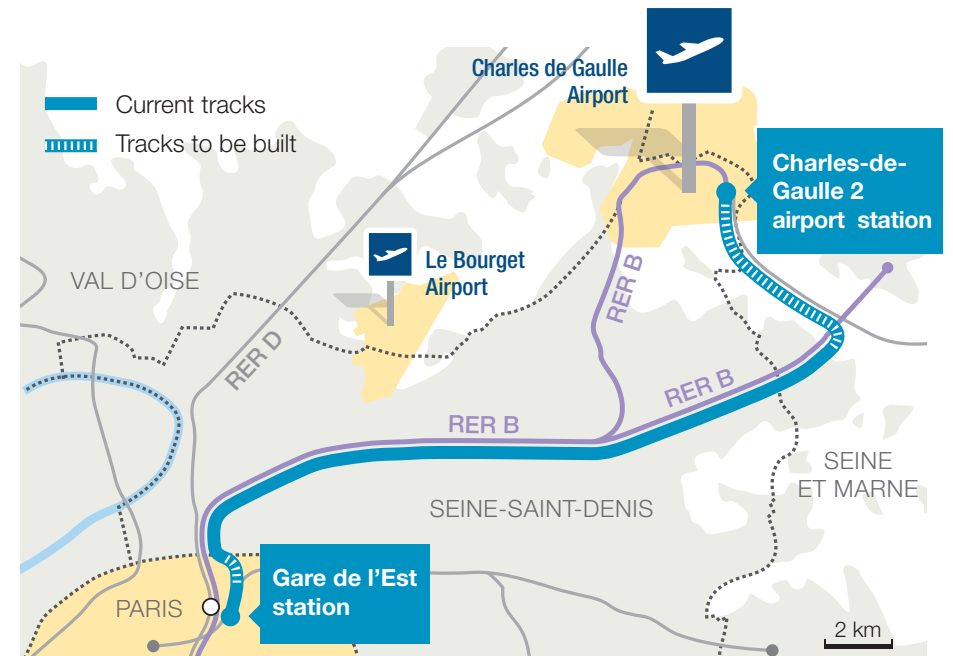 Charles de Gaulle
Airport
Current tracks
Tracks to be built
Charles-de-
Gaulle 2
airport station
Le Bourget
Airport
VAL D'OISE
RER B
RER D
RER B
RER B
SEINE
ET MARNE
SEINE-SAINT-DENIS
Gare de l'Est
station
PARIS
2 km